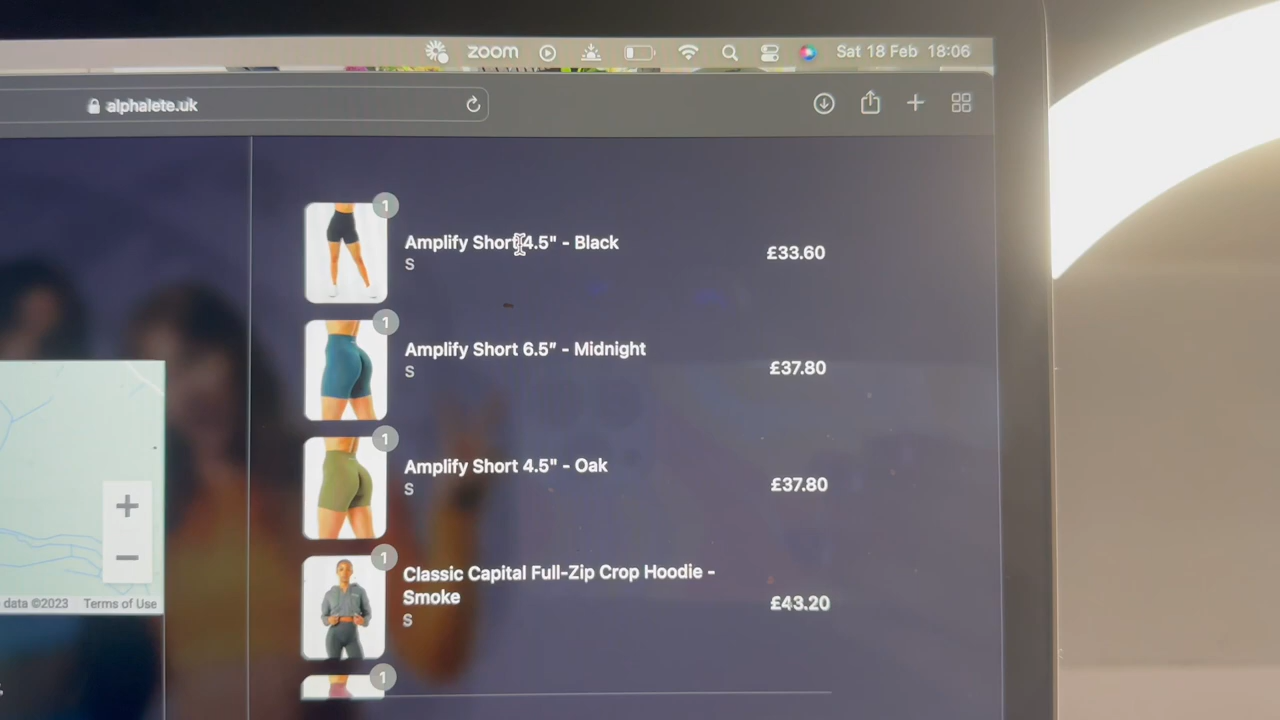 zoom
Sat 18 Feb 18:06
alphalete.uk
1
Amplify Short 4.5" - Black
S
£33.60
1
Amplify Short 6.5” - Midnight
S
£37.80
1
Amplify Short 4.5" - Oak
S
£37.80
1
Classic Capital Full-Zip Crop Hoodie -
Smoke
S
£43.20
1
data ©2023 Terms of Use